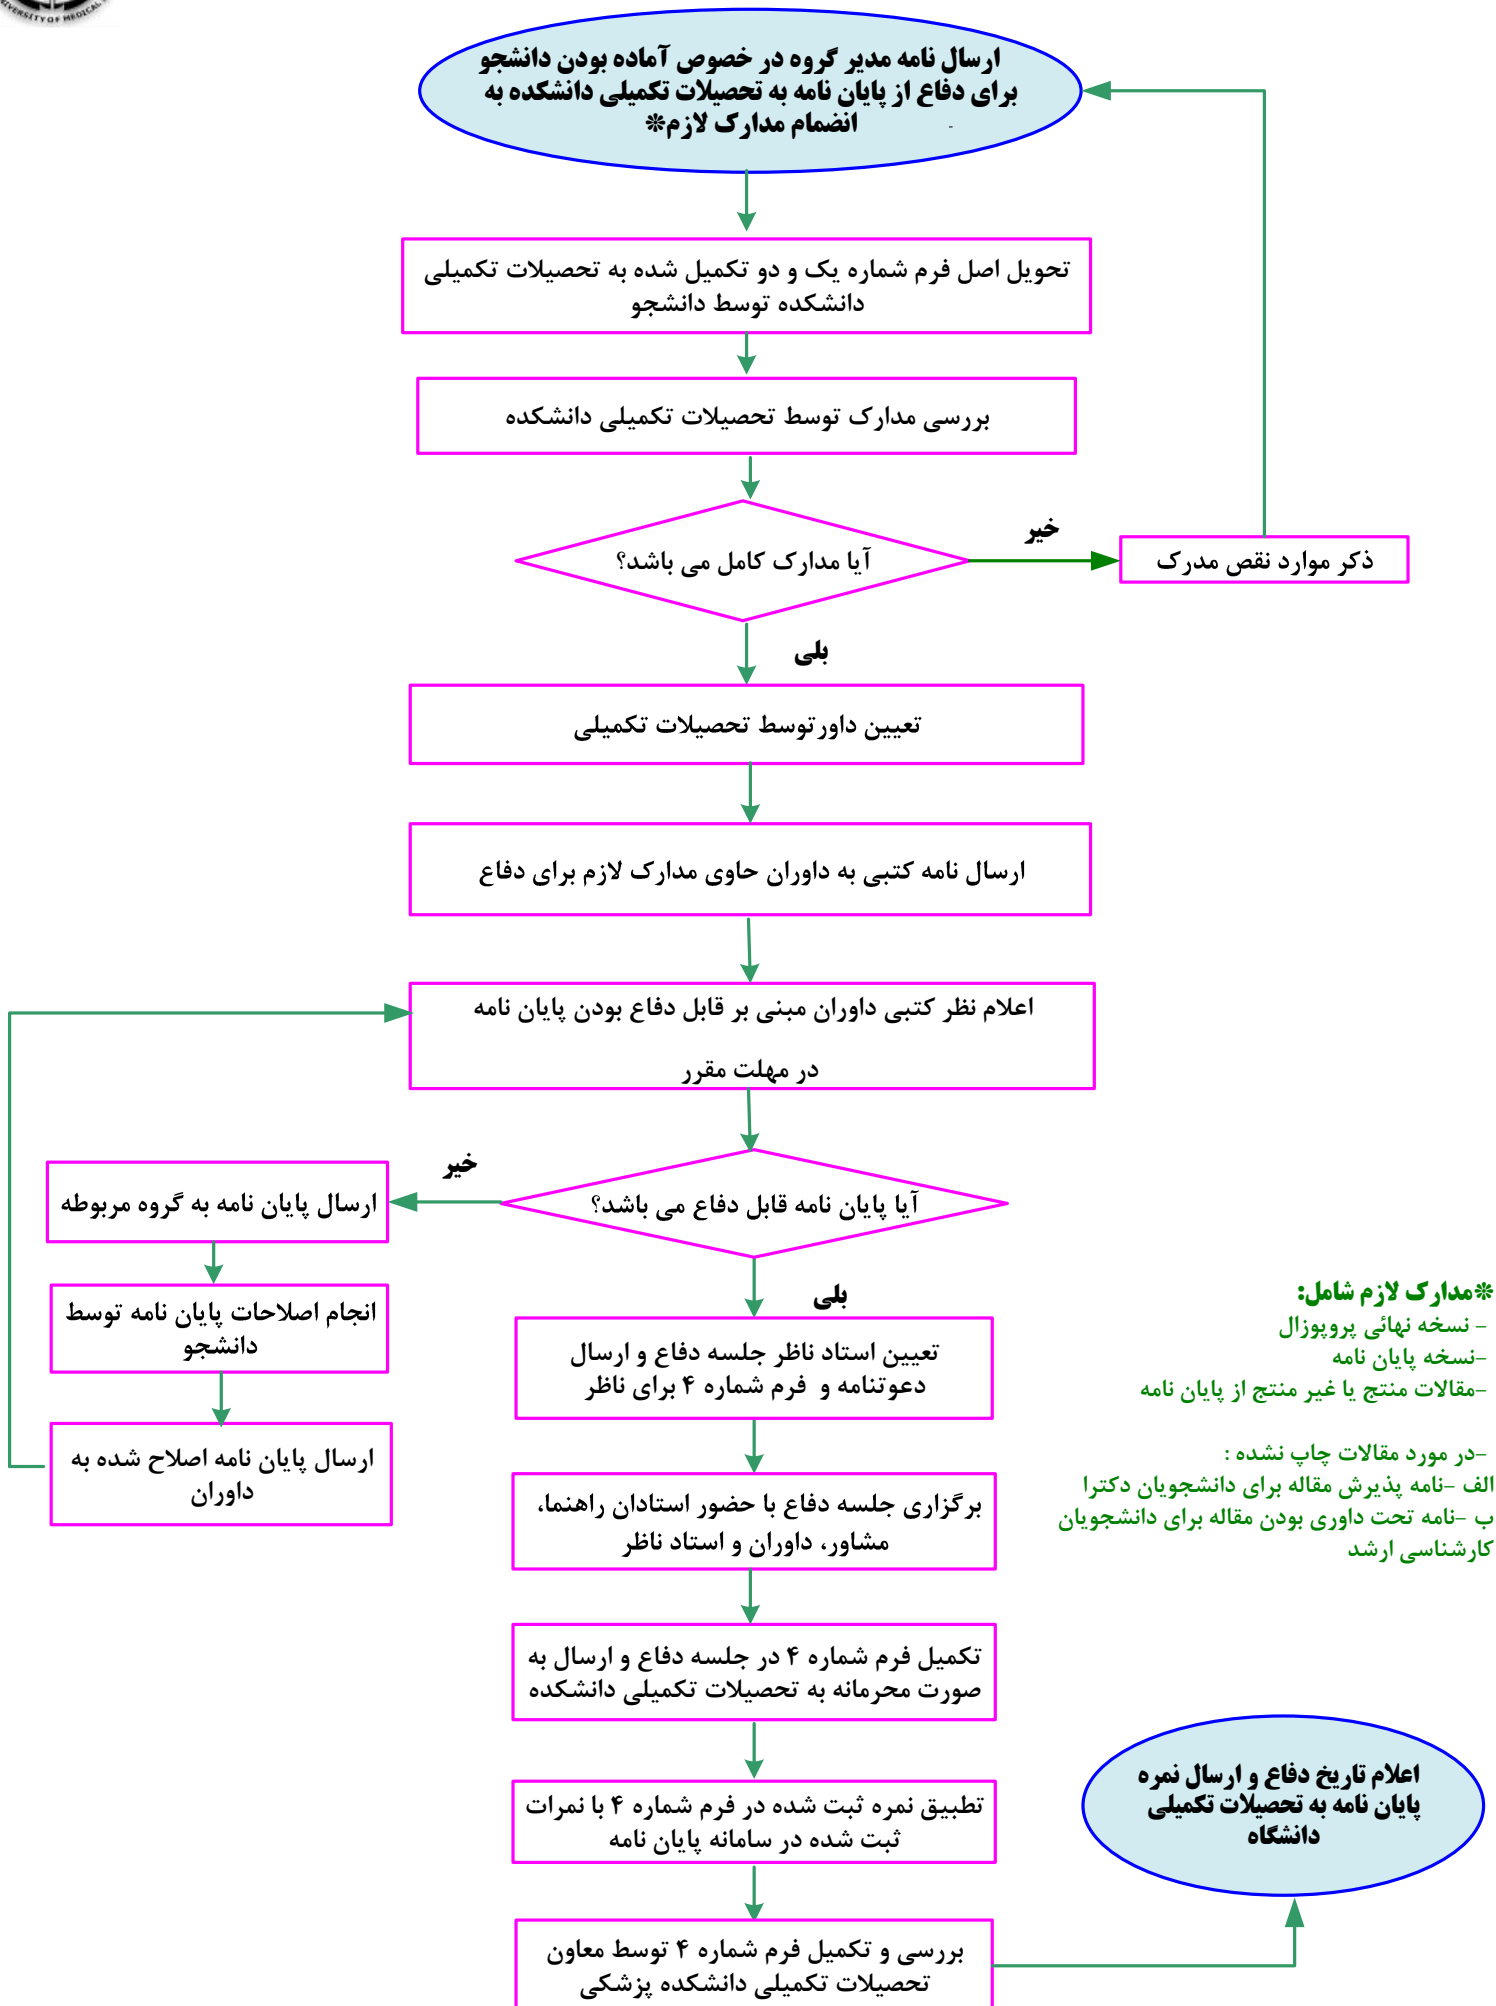 UNIVERSITY OF MEDICAL
ارسال نامه مدیر گروه در خصوص آماده بودن دانشجو
برای دفاع از پایان نامه به تحصیلات تکمیلی دانشکده به
انضمام مدارک لازم*
تحویل اصل فرم شماره یک و دو تکمیل شده به تحصیلات تکمیلی
دانشکده توسط دانشجو
بررسی مدارک توسط تحصیلات تکمیلی دانشکده
آیا مدارک کامل می باشد؟
خیر
ذکر موارد نقص مدرک
بلی
تعیین داورتوسط تحصیلات تکمیلی
ارسال نامه کتبی به داوران حاوی مدارک لازم برای دفاع
اعلام نظر کتبی داوران مبنی بر قابل دفاع بودن پایان نامه
در مهلت مقرر
آیا پایان نامه قابل دفاع می باشد؟
خیر
ارسال پایان نامه به گروه مربوطه
انجام اصلاحات پایان نامه توسط
دانشجو
ارسال پایان نامه اصلاح شده به
داوران
بلی
تعیین استاد ناظر جلسه دفاع و ارسال
دعوتنامه و فرم شماره ۴ برای ناظر
برگزاری جلسه دفاع با حضور استادان راهنما،
مشاور، داوران و استاد ناظر
تکمیل فرم شماره ۴ در جلسه دفاع و ارسال به
صورت محرمانه به تحصیلات تکمیلی دانشکده
تطبیق نمره ثبت شده در فرم شماره ۴ با نمرات
ثبت شده در سامانه پایان نامه
بررسی و تکمیل فرم شماره ۴ توسط معاون
تحصیلات تکمیلی دانشکده پزشکی
اعلام تاریخ دفاع و ارسال نمره
پایان نامه به تحصیلات تکمیلی
دانشگاه
*مدارک لازم شامل:
- نسخه نهائی پروپوزال
-نسخه پایان نامه
-مقالات منتج یا غیر منتج از پایان نامه
-در مورد مقالات چاپ نشده :
الف -نامه پذیرش مقاله برای دانشجویان دکترا
ب -نامه تحت داوری بودن مقاله برای دانشجویان
کارشناسی ارشد